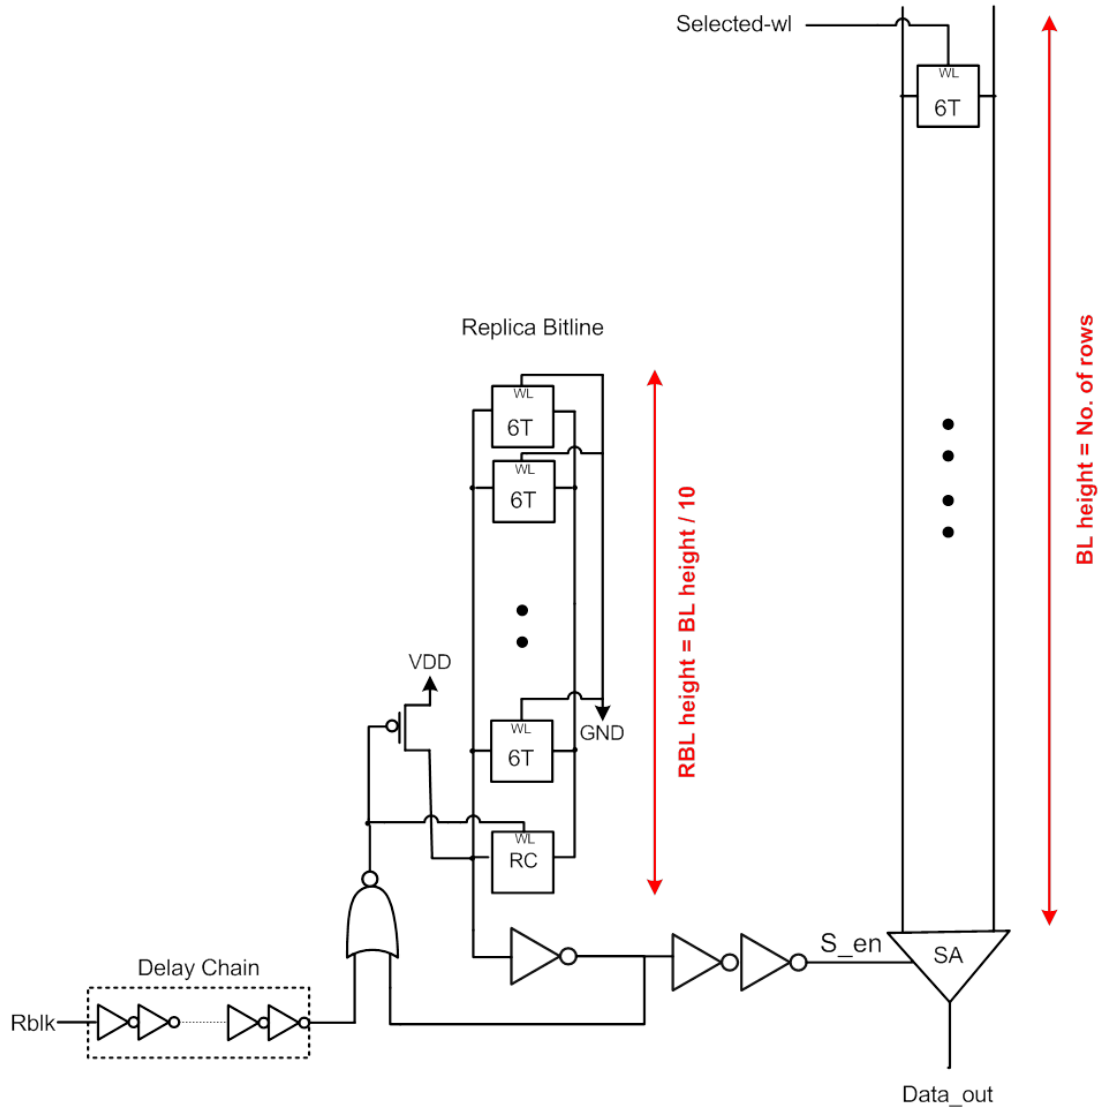 Selected-wl
WL
6T
Replica Bitline
WL
6T
WL
6T
RBL height = BL height / 10
BL height = No. of rows
VDD
WL
6T
GND
WL
RC
S_en
SA
Delay Chain
Rblk
Data_out